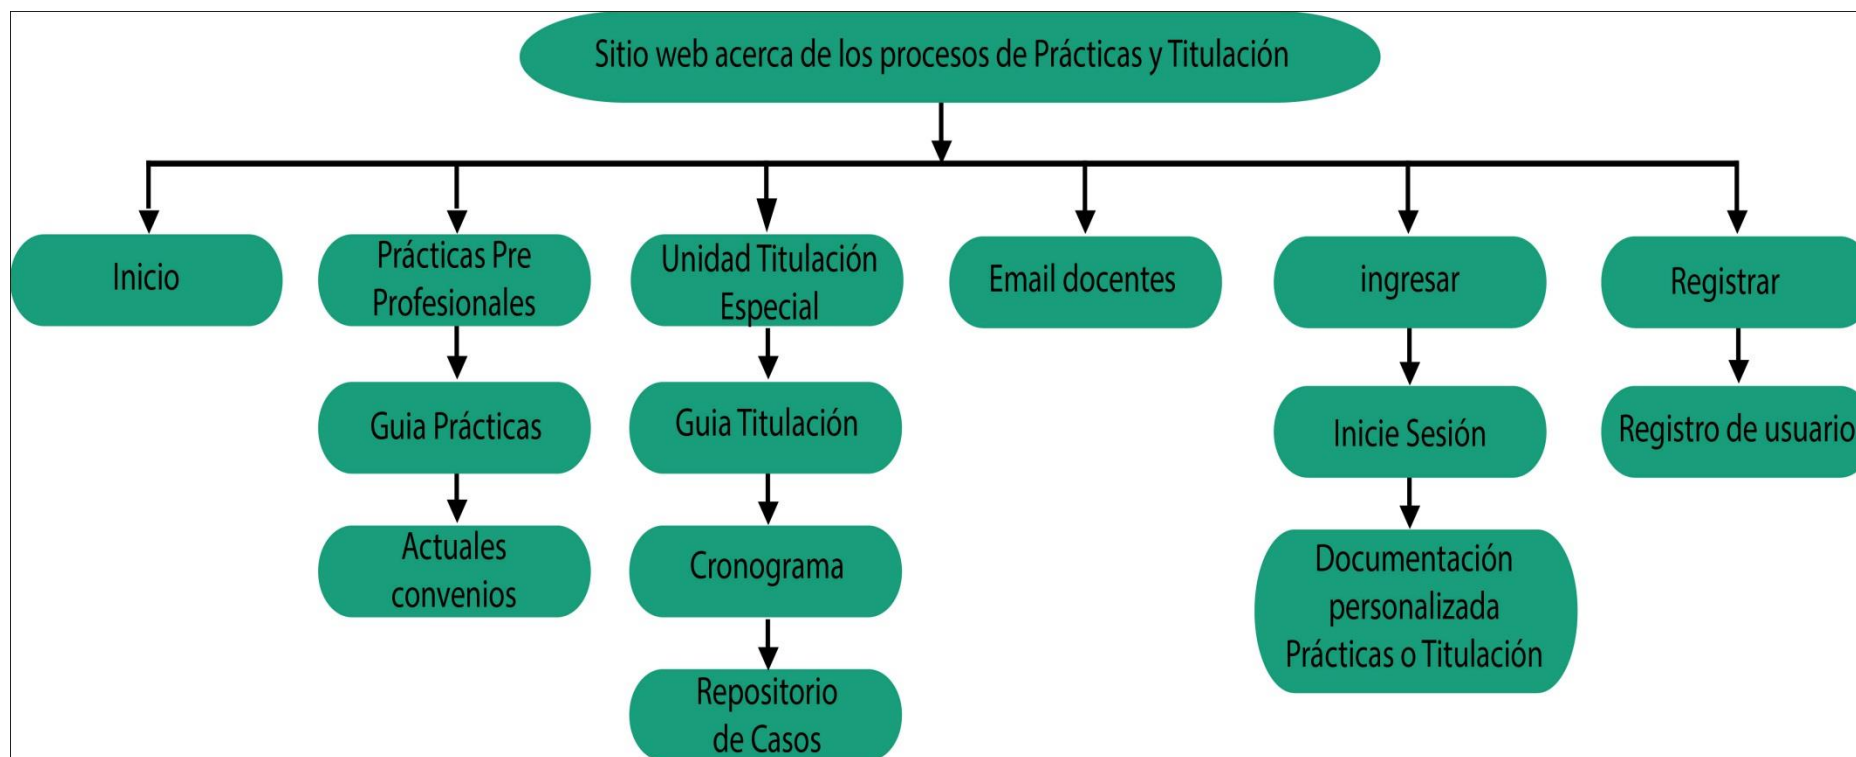 Sitio web acerca de los procesos de Prácticas y Titulación
Inicio
Prácticas Pre
Profesionales
Unidad Titulación
Especial
Email docentes
ingresar
Registrar
Guia Prácticas
Guia Titulación
Inicie Sesión
Registro de usuario
Actuales
convenios
Cronograma
Documentación
personalizada
Prácticas o Titulación
Repositorio
de Casos